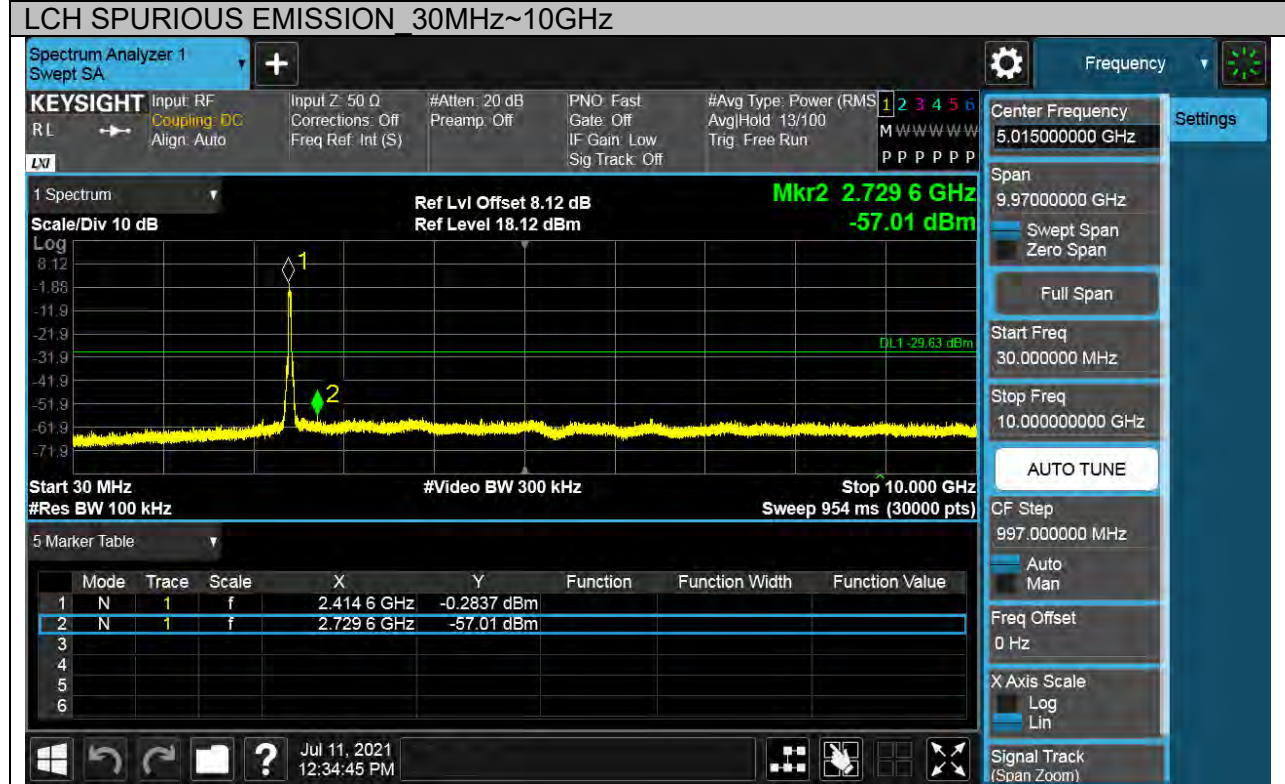 LCH SPURIOUS EMISSION_30MHz~10GHz
Spectrum Analyzer 1
Swept SA
Frequency
KEYSIGHT Input: RF Input Z: 50 Ω #Atten: 20 dB PNO: Fast #Avg Type: Power (RMS 1 2 3 4 5 6
RL Coupling: DC Corrections: Off Preamp: Off Gate: Off Avg|Hold: 13/100 M W W W W W
Align: Auto Freq Ref: Int (S) IF Gain: Low Trig: Free Run
LXI Sig Track: Off P P P P P P
1 Spectrum
Ref Lvl Offset 8.12 dB Mkr2 2.729 6 GHz
Scale/Div 10 dB Ref Level 18.12 dBm -57.01 dBm
Log
8.12
1
-1.88
-11.9
-21.9
DL1 -29.63 dBm
-31.9
-41.9
2
-51.9
-61.9
-71.9
Start 30 MHz #Video BW 300 kHz Stop 10.000 GHz
#Res BW 100 kHz Sweep 954 ms (30000 pts)
5 Marker Table
Mode Trace Scale X Y Function Function Width Function Value
1 N 1 f 2.414 6 GHz -0.2837 dBm
2 N 1 f 2.729 6 GHz -57.01 dBm
3
4
5
6
Center Frequency
5.015000000 GHz
Settings
Span
9.97000000 GHz
Swept Span
Zero Span
Full Span
Start Freq
30.000000 MHz
Stop Freq
10.000000000 GHz
AUTO TUNE
CF Step
997.000000 MHz
Auto
Man
Freq Offset
0 Hz
X Axis Scale
Log
Lin
Signal Track
(Span Zoom)
?
Jul 11, 2021
12:34:45 PM